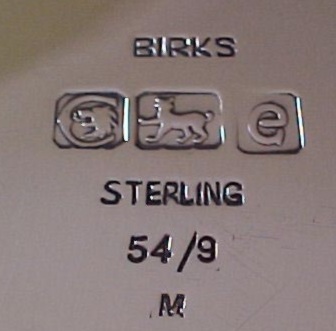 BIRKS
e
STERLING
54/9
M